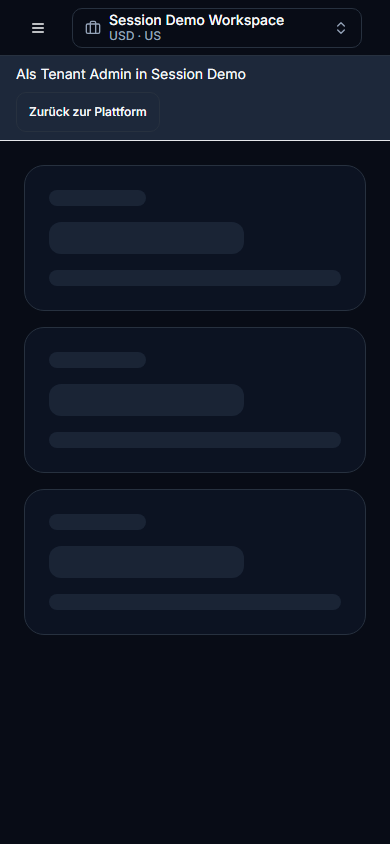 Session Demo Workspace
USD · US
Als Tenant Admin in Session Demo
Zurück zur Plattform